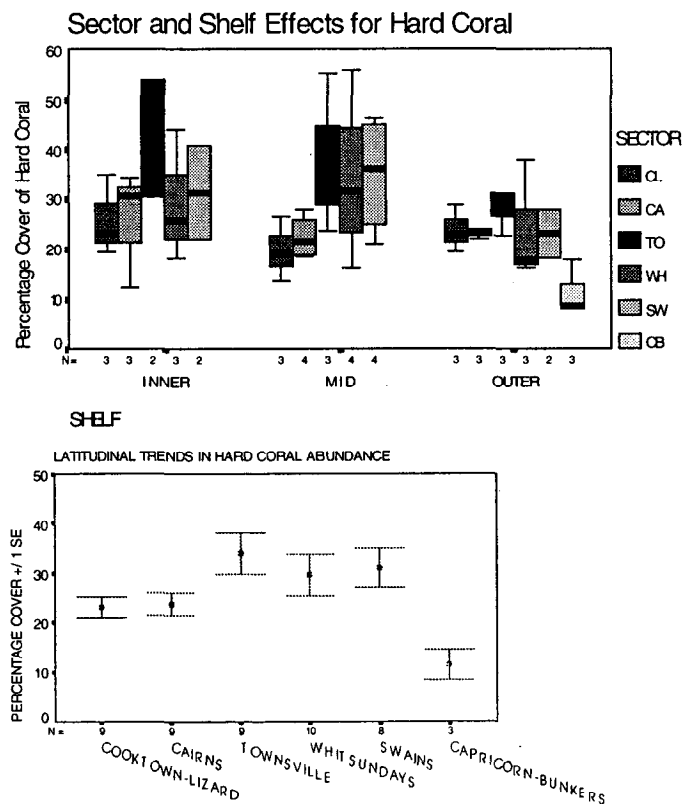 Sector and Shelf Effects for Hard Coral
Percentage Cover of Hard Coral
60
50
40
30
20
10
0
N =
3 3 2 3 2
3 4 3 4 4
3 3 3 3 2 3
INNER
MID
OUTER
SHELF
SECTOR
CL
CA
TO
WH
SW
CB
LATITUDINAL TRENDS IN HARD CORAL ABUNDANCE
PERCENTAGE COVER +/ 1 SE
50
40
30
20
10
0
N =
9 9 9 10 8 3
COOKTOWN-LIZARD
CAIRNS
TOWNSVILLE
WHITSUNDAYS
SWAINS
CAPRICORN-BUNKERS